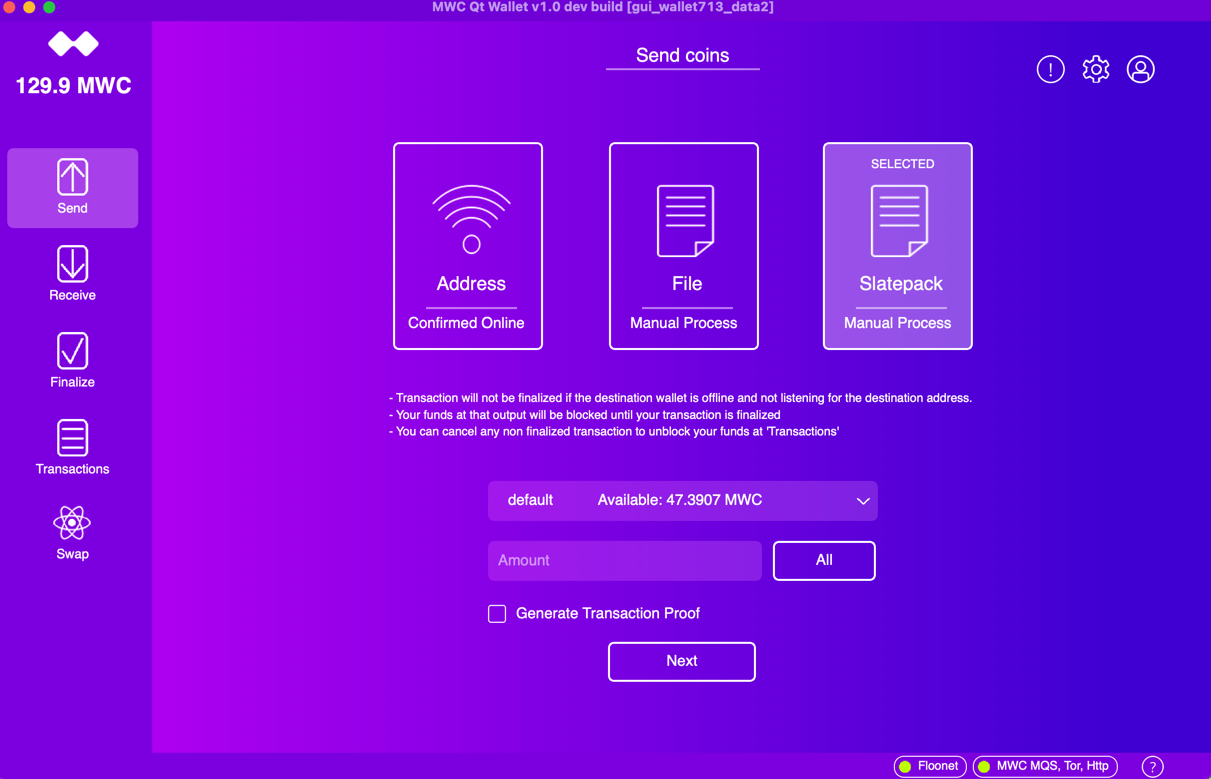 MWC Qt Wallet v1.0 dev build [gui_wallet713_data2]
129.9 MWC
Send coins
!
Send
Receive
Finalize
Transactions
Swap
Address
Confirmed Online
File
Manual Process
SELECTED
Slatepack
Manual Process
- Transaction will not be finalized if the destination wallet is offline and not listening for the destination address.
- Your funds at that output will be blocked until your transaction is finalized
- You can cancel any non finalized transaction to unblock your funds at 'Transactions'
default Available: 47.3907 MWC
Amount
All
Generate Transaction Proof
Next
Floonet
MWC MQS, Tor, Http
?